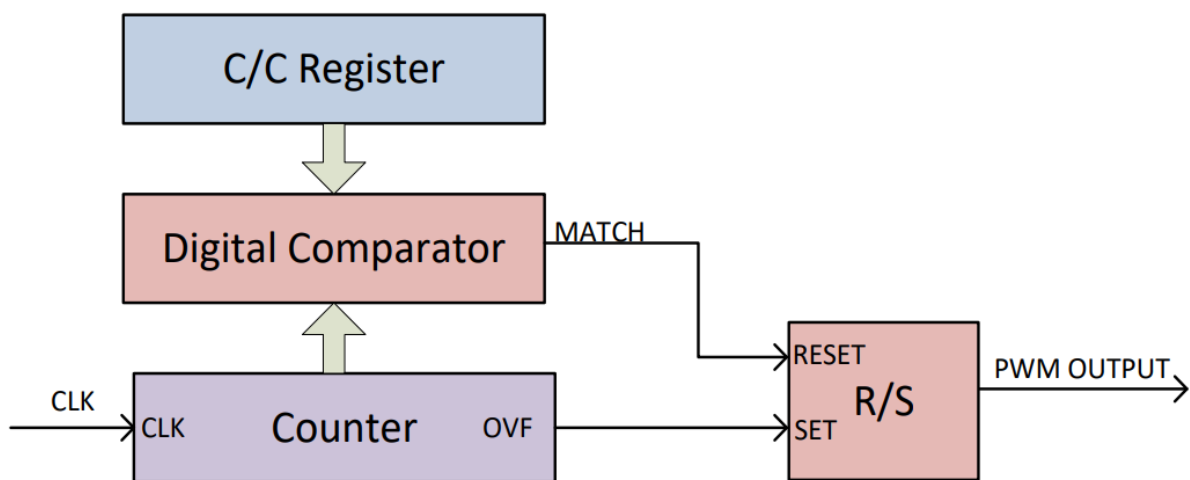 C/C Register
Digital Comparator
MATCH
RESET
PWM OUTPUT
R/S
CLK
CLK
Counter
OVF
SET